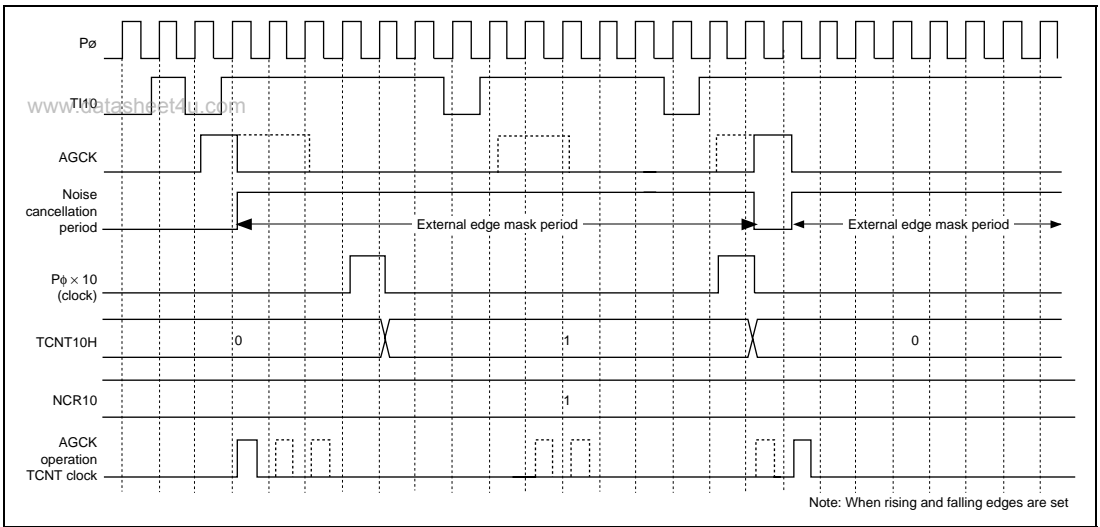 Pø
TI10
www.datasheet4u.com
AGCK
Noise
cancellation
period
External edge mask period
External edge mask period
Pϕ × 10
(clock)
TCNT10H
0
1
0
NCR10
1
AGCK
operation
TCNT clock
Note: When rising and falling edges are set